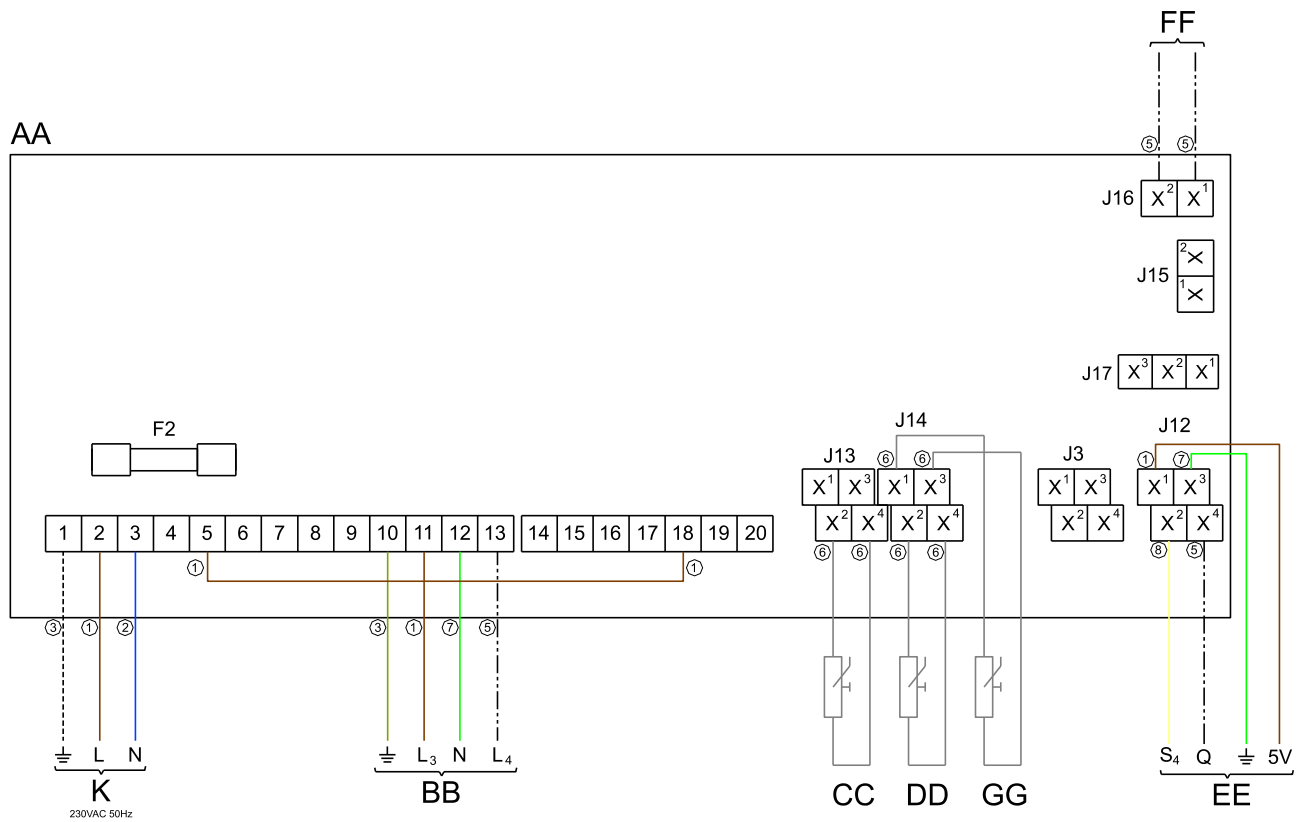 FF
AA
⑤ ⑤
J16 X² X¹
J15
2 X
1 X
J17 X³ X² X¹
F2
J14
J12
⑥ ⑥
J13
J3
① ⑦
X¹ X³ X¹ X³ X¹ X³ X¹ X³
X² X⁴ X² X⁴ X² X⁴ X² X⁴
1 2 3 4 5 6 7 8 9 10 11 12 13 14 15 16 17 18 19 20
⑥ ⑥ ⑥ ⑥ ⑧ ⑤
① ①
③ ① ② ③ ① ⑦ ⑤
L N L₃ N L₄ S₄ Q 5V
K BB CC DD GG EE
230VAC 50Hz